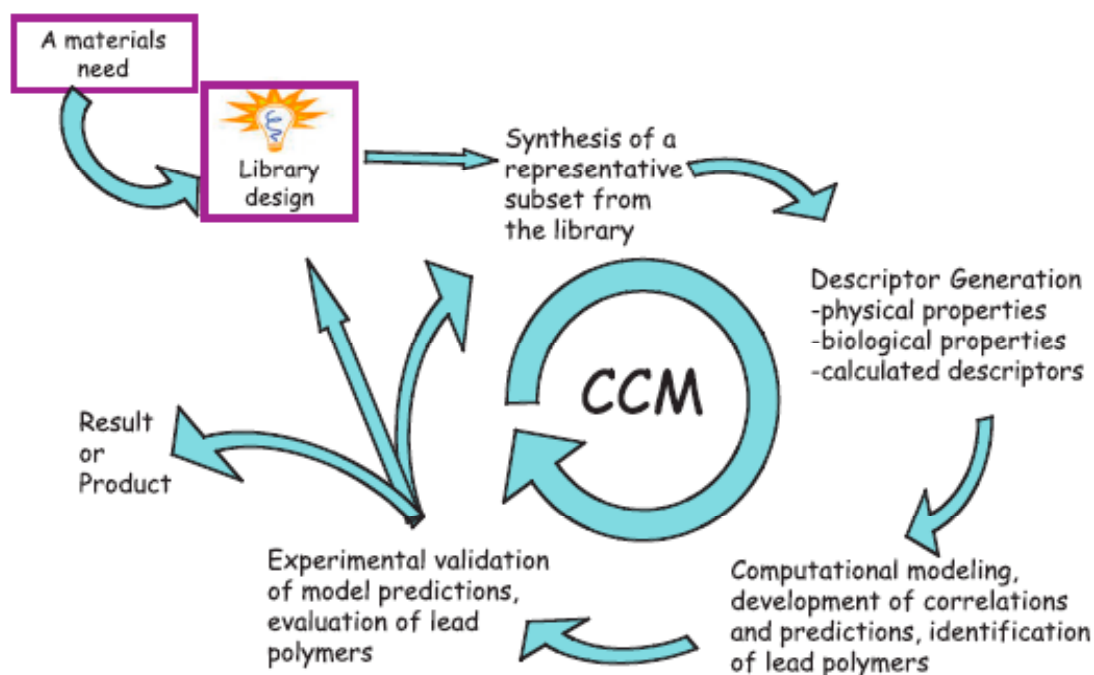 A materials
need
Library
design
Synthesis of a
representative
subset from
the library
Descriptor Generation
-physical properties
-biological properties
-calculated descriptors
CCM
Result
or
Product
Experimental validation
of model predictions,
evaluation of lead
polymers
Computational modeling,
development of correlations
and predictions, identification
of lead polymers